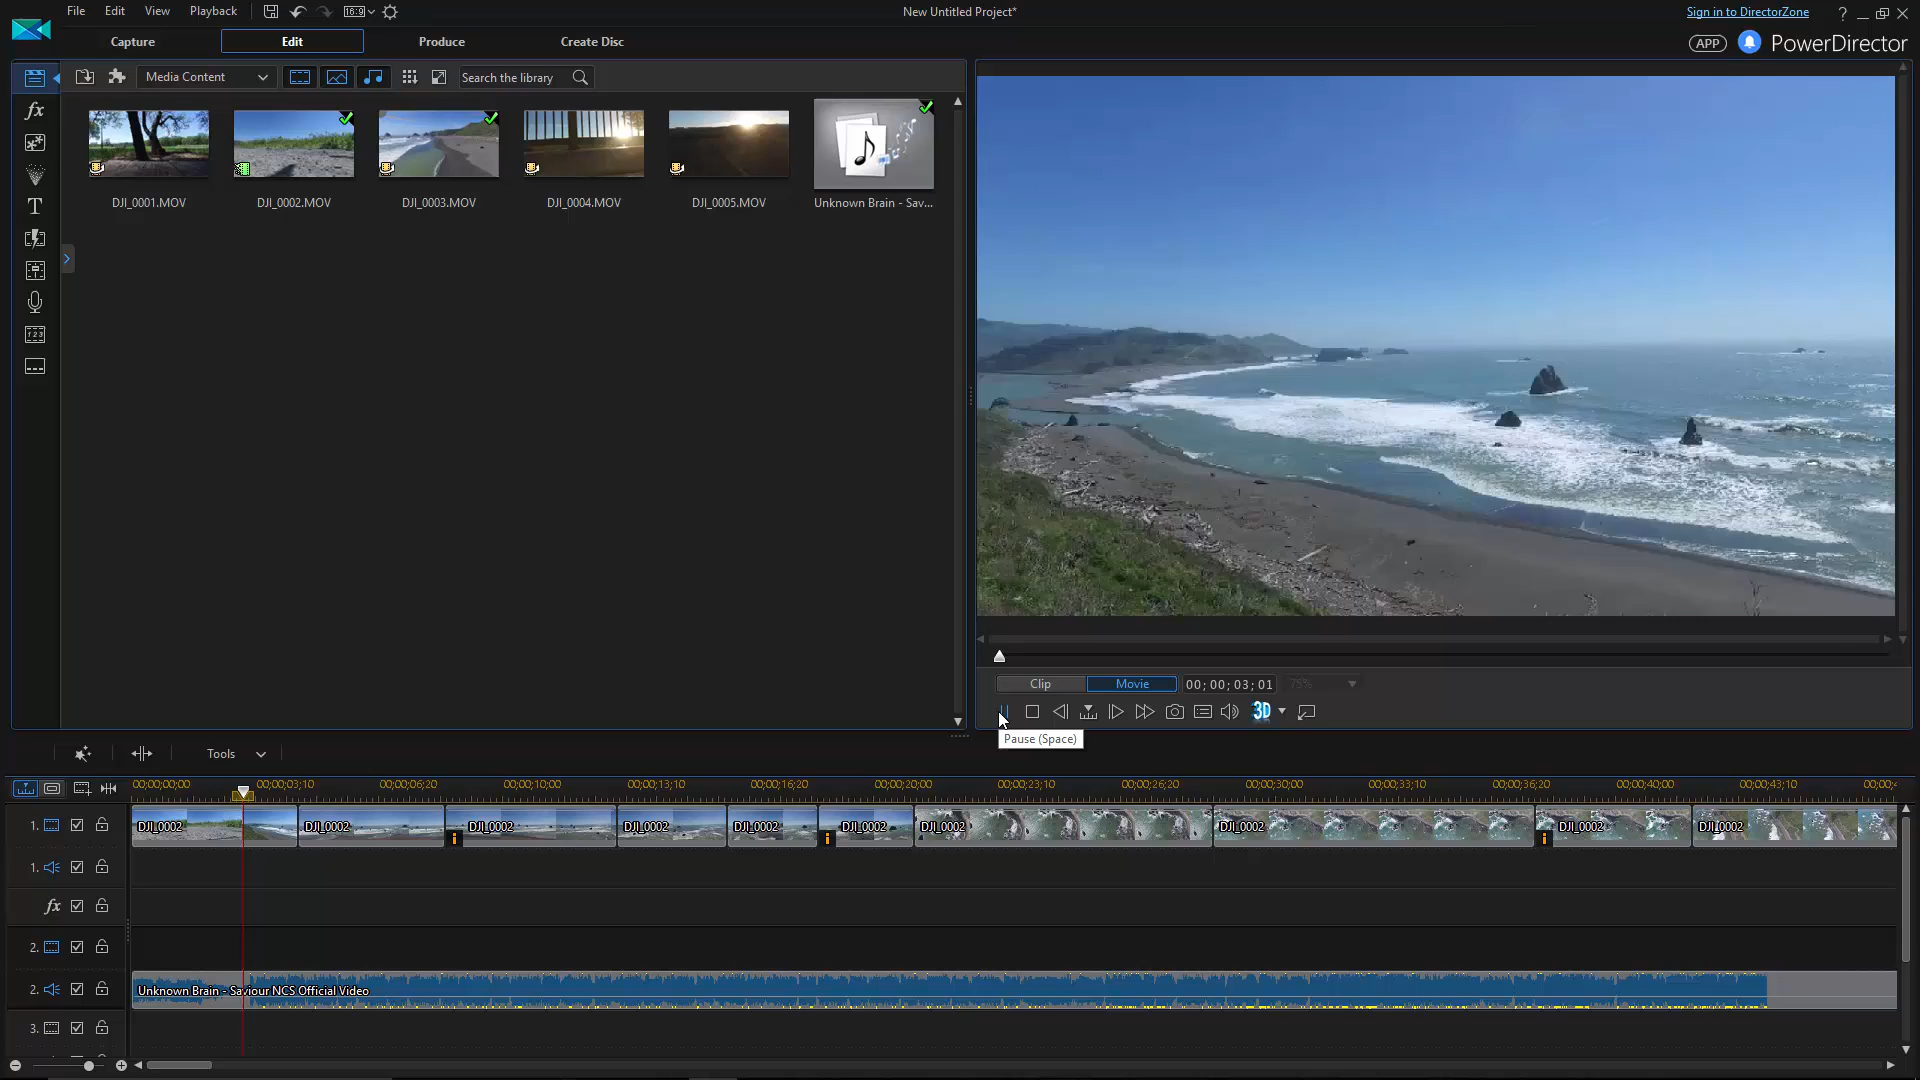 File Edit View Playback 16:9 New Untitled Project* Sign in to DirectorZone ?
Capture Edit Produce Create Disc APP PowerDirector
Media Content Search the library
DJI_0001.MOV DJI_0002.MOV DJI_0003.MOV DJI_0004.MOV DJI_0005.MOV Unknown Brain - Sav...
fx
T
123
Clip Movie 00; 00; 03; 01 75%
3D
Pause (Space)
Tools
00;00;00;00 00;00;03;10 00;00;06;20 00;00;10;00 00;00;13;10 00;00;16;20 00;00;20;00 00;00;23;10 00;00;26;20 00;00;30;00 00;00;33;10 00;00;36;20 00;00;40;00 00;00;43;10
1. DJI_0002 DJI_0002 i DJI_0002 DJI_0002 DJI_0002 i DJI_0002 DJI_0002 DJI_0002 i DJI_0002 DJI_0002
1.
fx
2.
2. Unknown Brain - Saviour NCS Official Video
3.